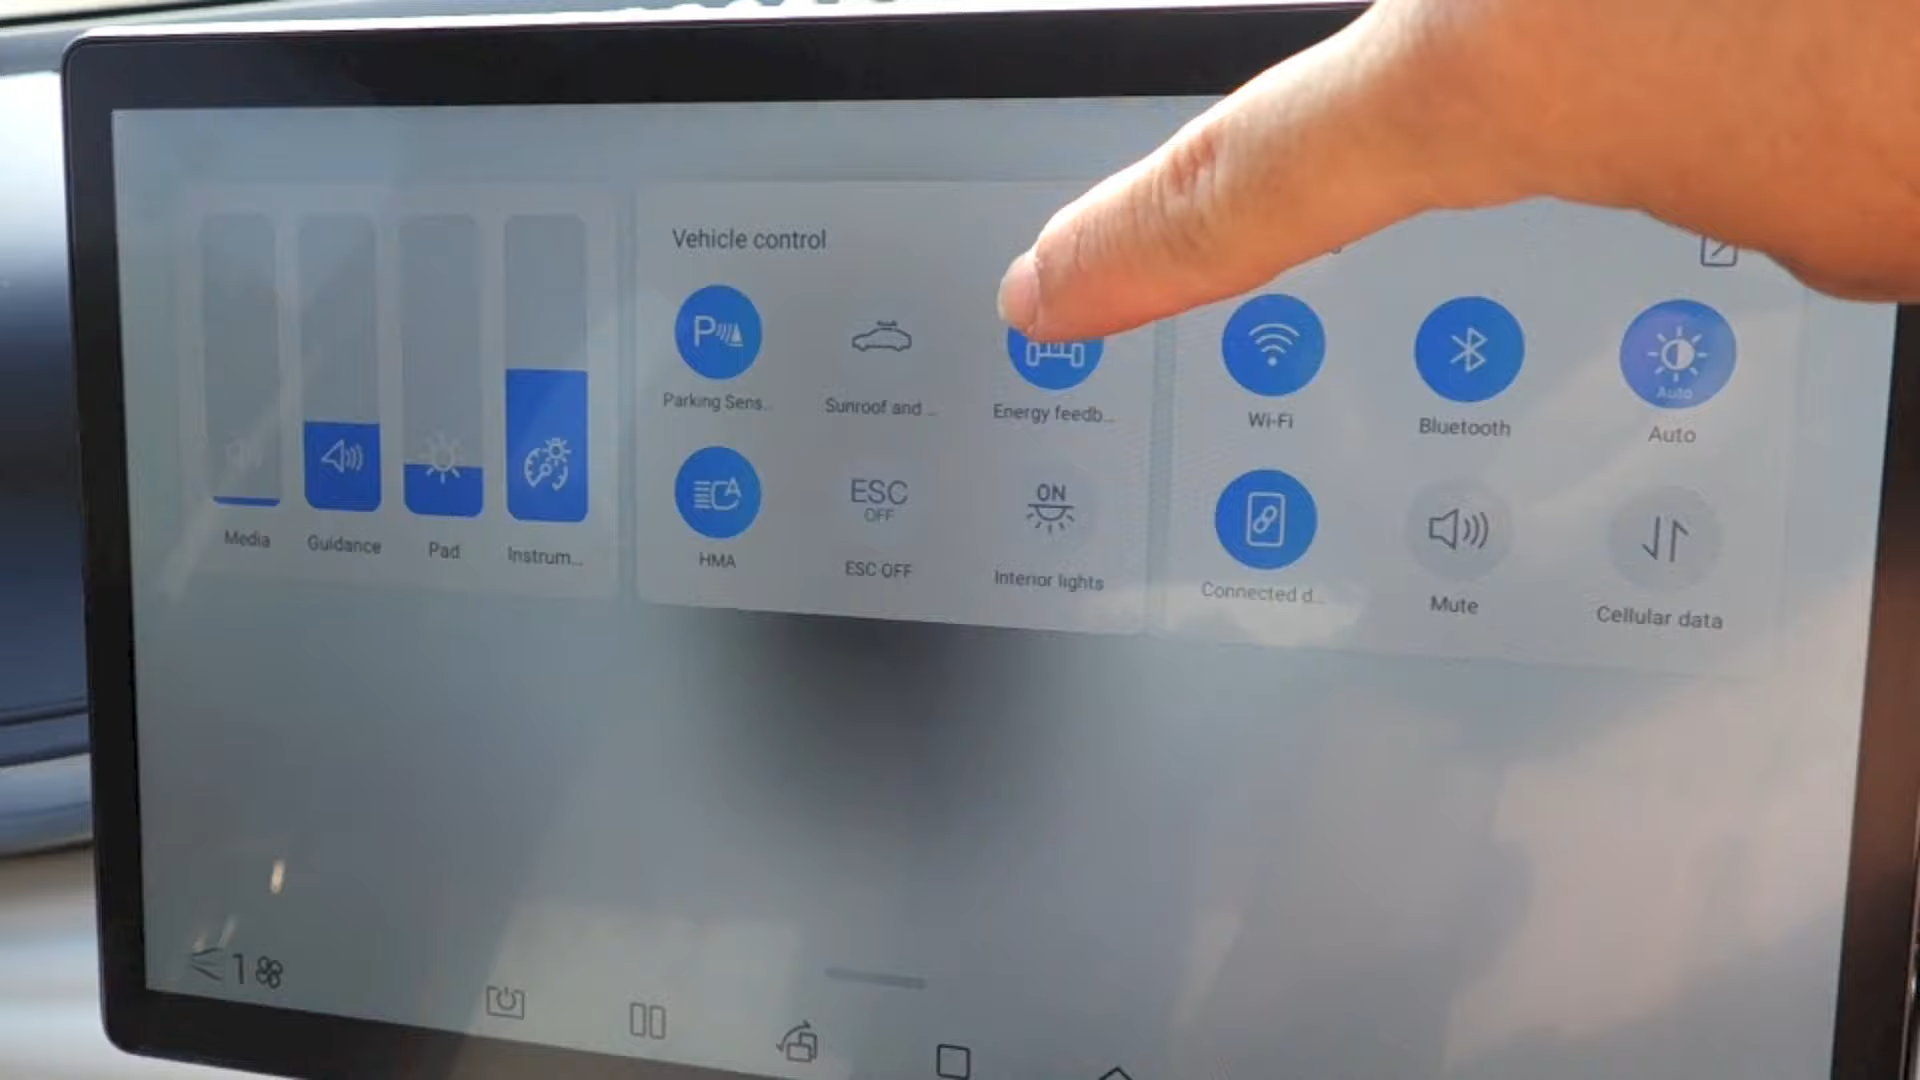 Media
Guidance
Pad
Instrum...
Vehicle control
P
Parking Sens...
Sunroof and ...
Energy feedb...
A
HMA
ESC
OFF
ESC OFF
ON
Interior lights
Wi-Fi
Bluetooth
Auto
Auto
Connected d...
Mute
Cellular data
1